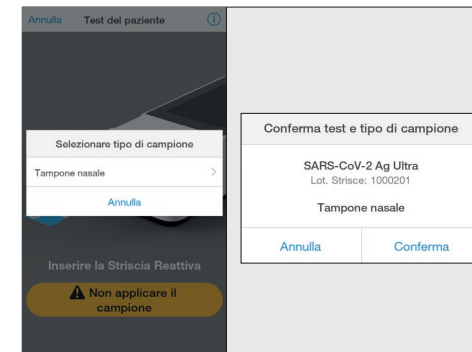 Annulla Test del paziente
Selezionare tipo di campione
Tampone nasale
Annulla
Inserire la Striscia Reattiva
Non applicare il
campione
Conferma test e tipo di campione
SARS-CoV-2 Ag Ultra
Lot. Strisce: 1000201
Tampone nasale
Annulla Conferma